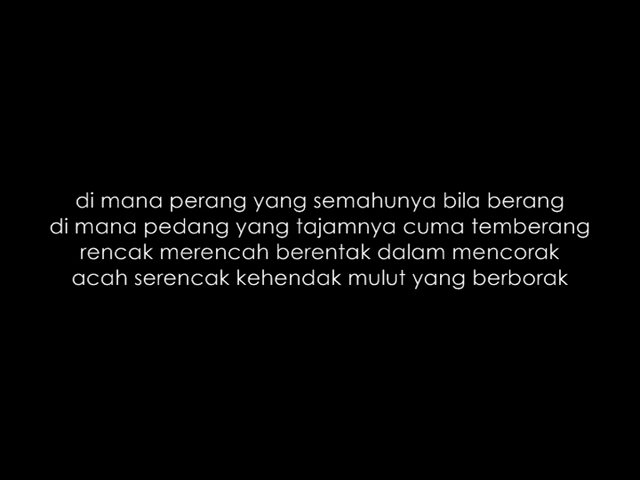 di mana perang yang semahunya bila berang
di mana pedang yang tajamnya cuma temberang
rencak merencah berentak dalam mencorak
acah serencak kehendak mulut yang berborak